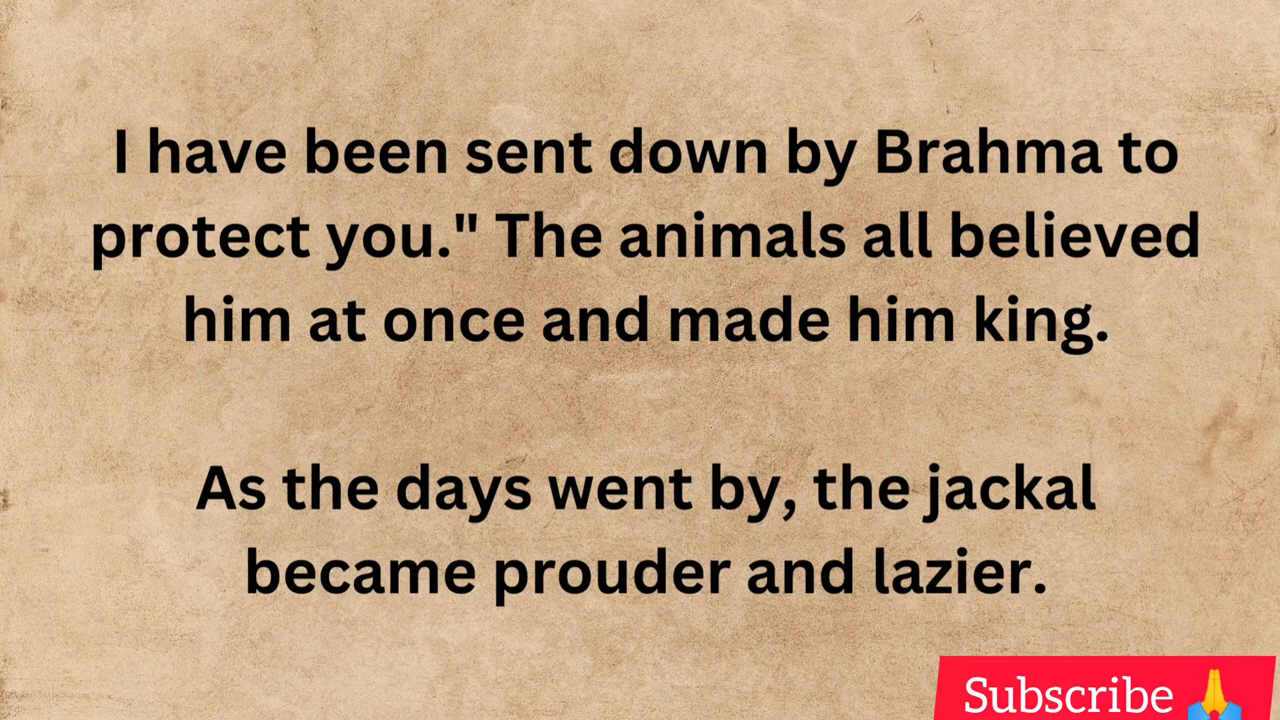 I have been sent down by Brahma to
protect you." The animals all believed
him at once and made him king.
As the days went by, the jackal
became prouder and lazier.
Subscribe 🙏